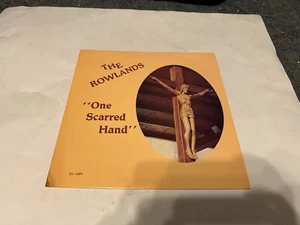 THE
ROWLANDS
"One
Scarred
Hand"